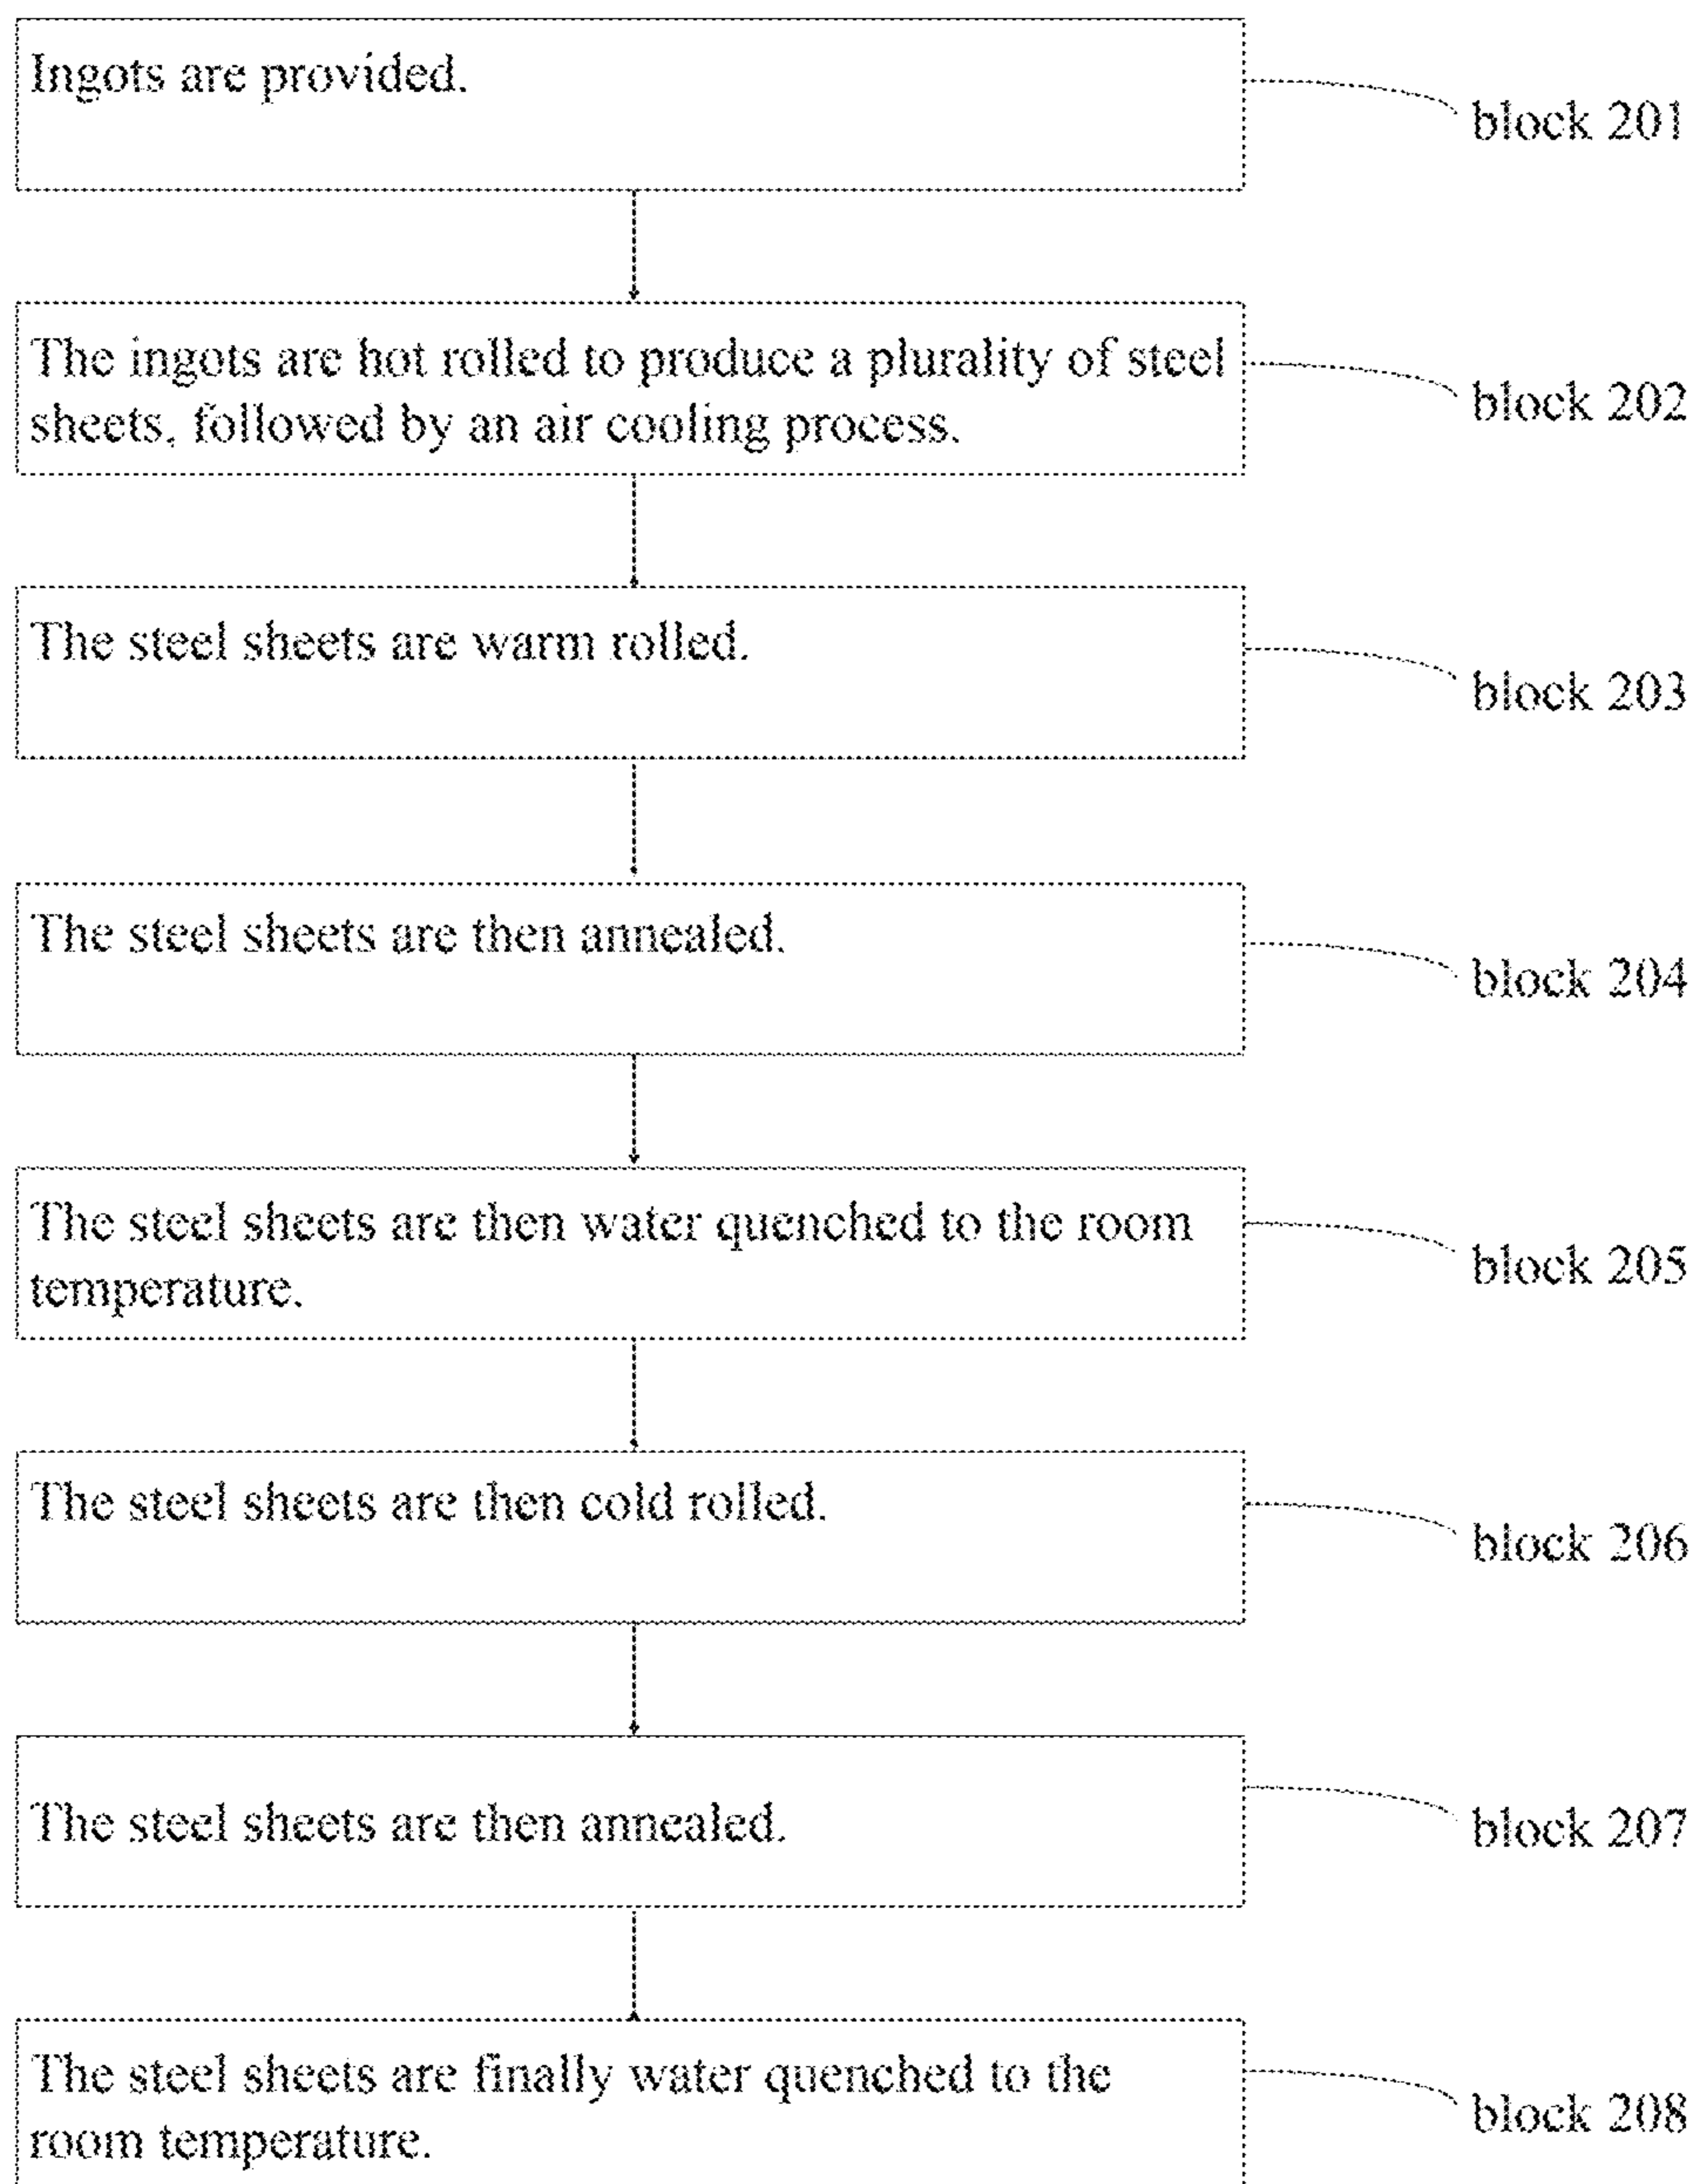 Ingots are provided.
block 201
The ingots are hot rolled to produce a plurality of steel
sheets, followed by an air cooling process.
block 202
The steel sheets are warm rolled.
block 203
The steel sheets are then annealed.
block 204
The steel sheets are then water quenched to the room
temperature.
block 205
The steel sheets are then cold rolled.
block 206
The steel sheets are then annealed.
block 207
The steel sheets are finally water quenched to the
room temperature.
block 208